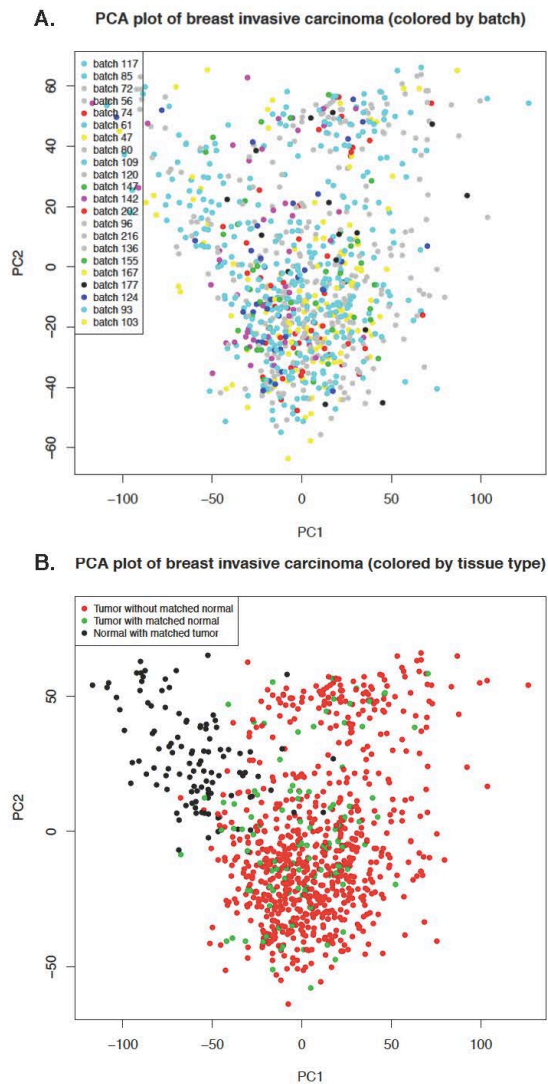 A. PCA plot of breast invasive carcinoma (colored by batch)
batch 117
batch 85
batch 72
batch 56
batch 74
batch 61
batch 47
batch 80
batch 109
batch 120
batch 147
batch 142
batch 202
batch 96
batch 216
batch 136
batch 155
batch 167
batch 177
batch 124
batch 93
batch 103
60
40
20
0
−20
−40
−60
PC2
−100 −50 0 50 100
PC1
B. PCA plot of breast invasive carcinoma (colored by tissue type)
Tumor without matched normal
Tumor with matched normal
Normal with matched tumor
50
0
−50
PC2
−100 −50 0 50 100
PC1